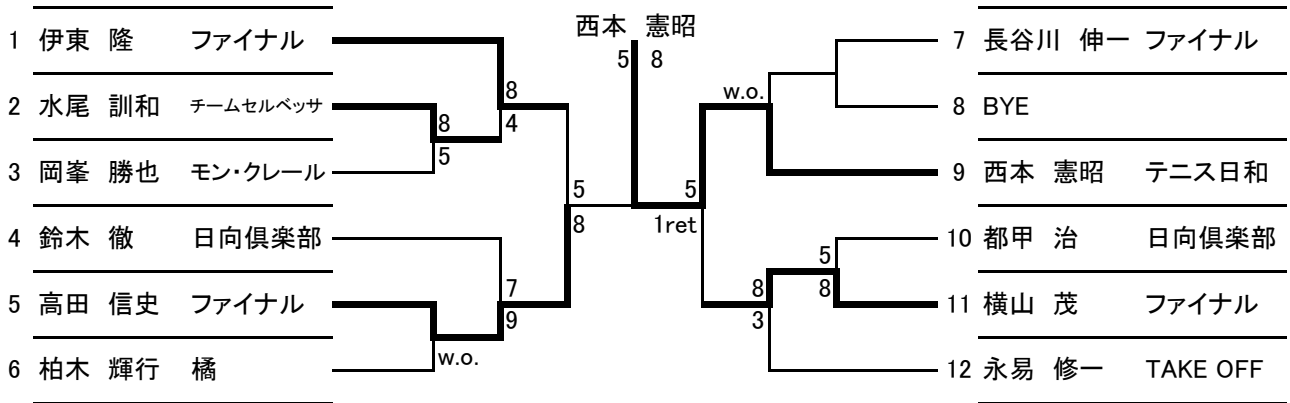 西本 憲昭
5 8
1 伊東 隆 ファイナル
8
4
2 水尾 訓和 チームセルベッサ
8
5
3 岡峯 勝也 モン・クレール
5
8
4 鈴木 徹 日向倶楽部
7
9
5 高田 信史 ファイナル
w.o.
6 柏木 輝行 橘
7 長谷川 伸一 ファイナル
w.o.
8 BYE
9 西本 憲昭 テニス日和
5
1ret
10 都甲 治 日向倶楽部
5
8
8
3
11 横山 茂 ファイナル
12 永易 修一 TAKE OFF